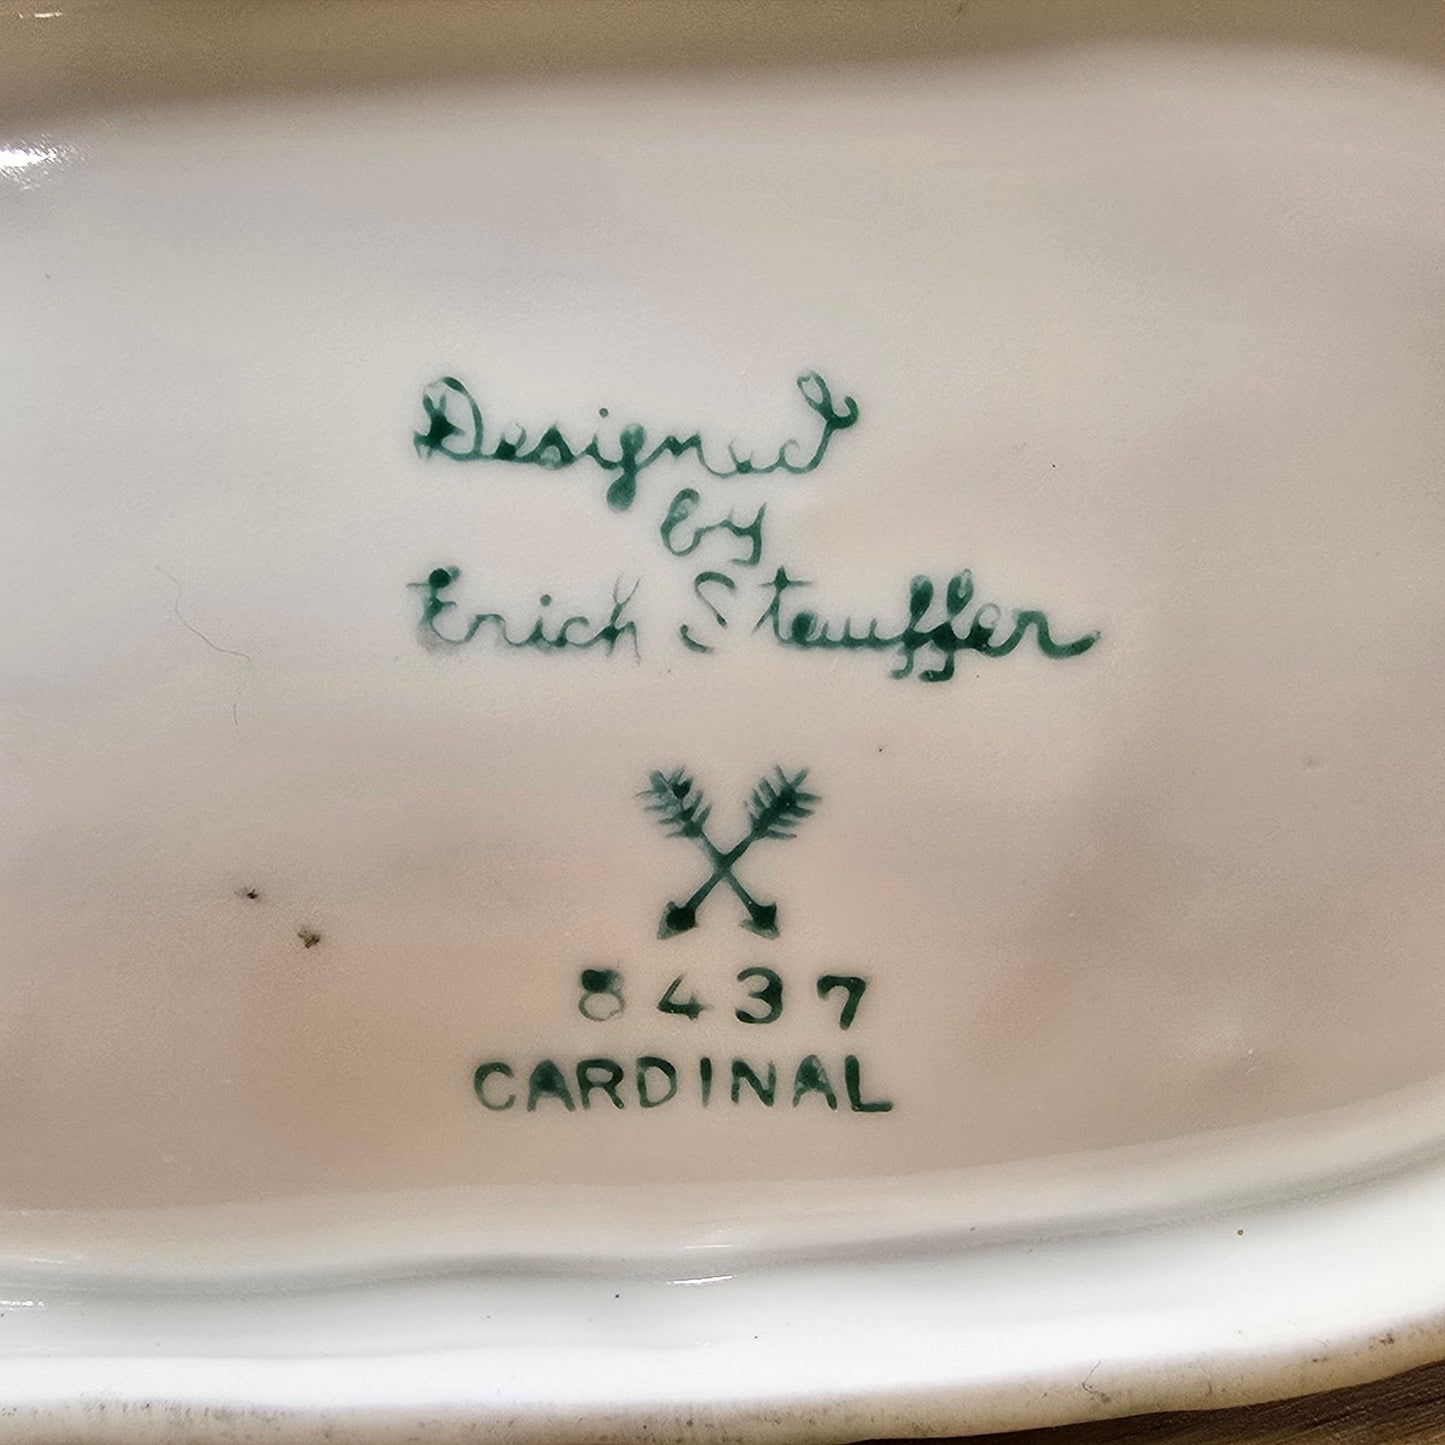 Designed
by
Erich Stauffer
8437
CARDINAL